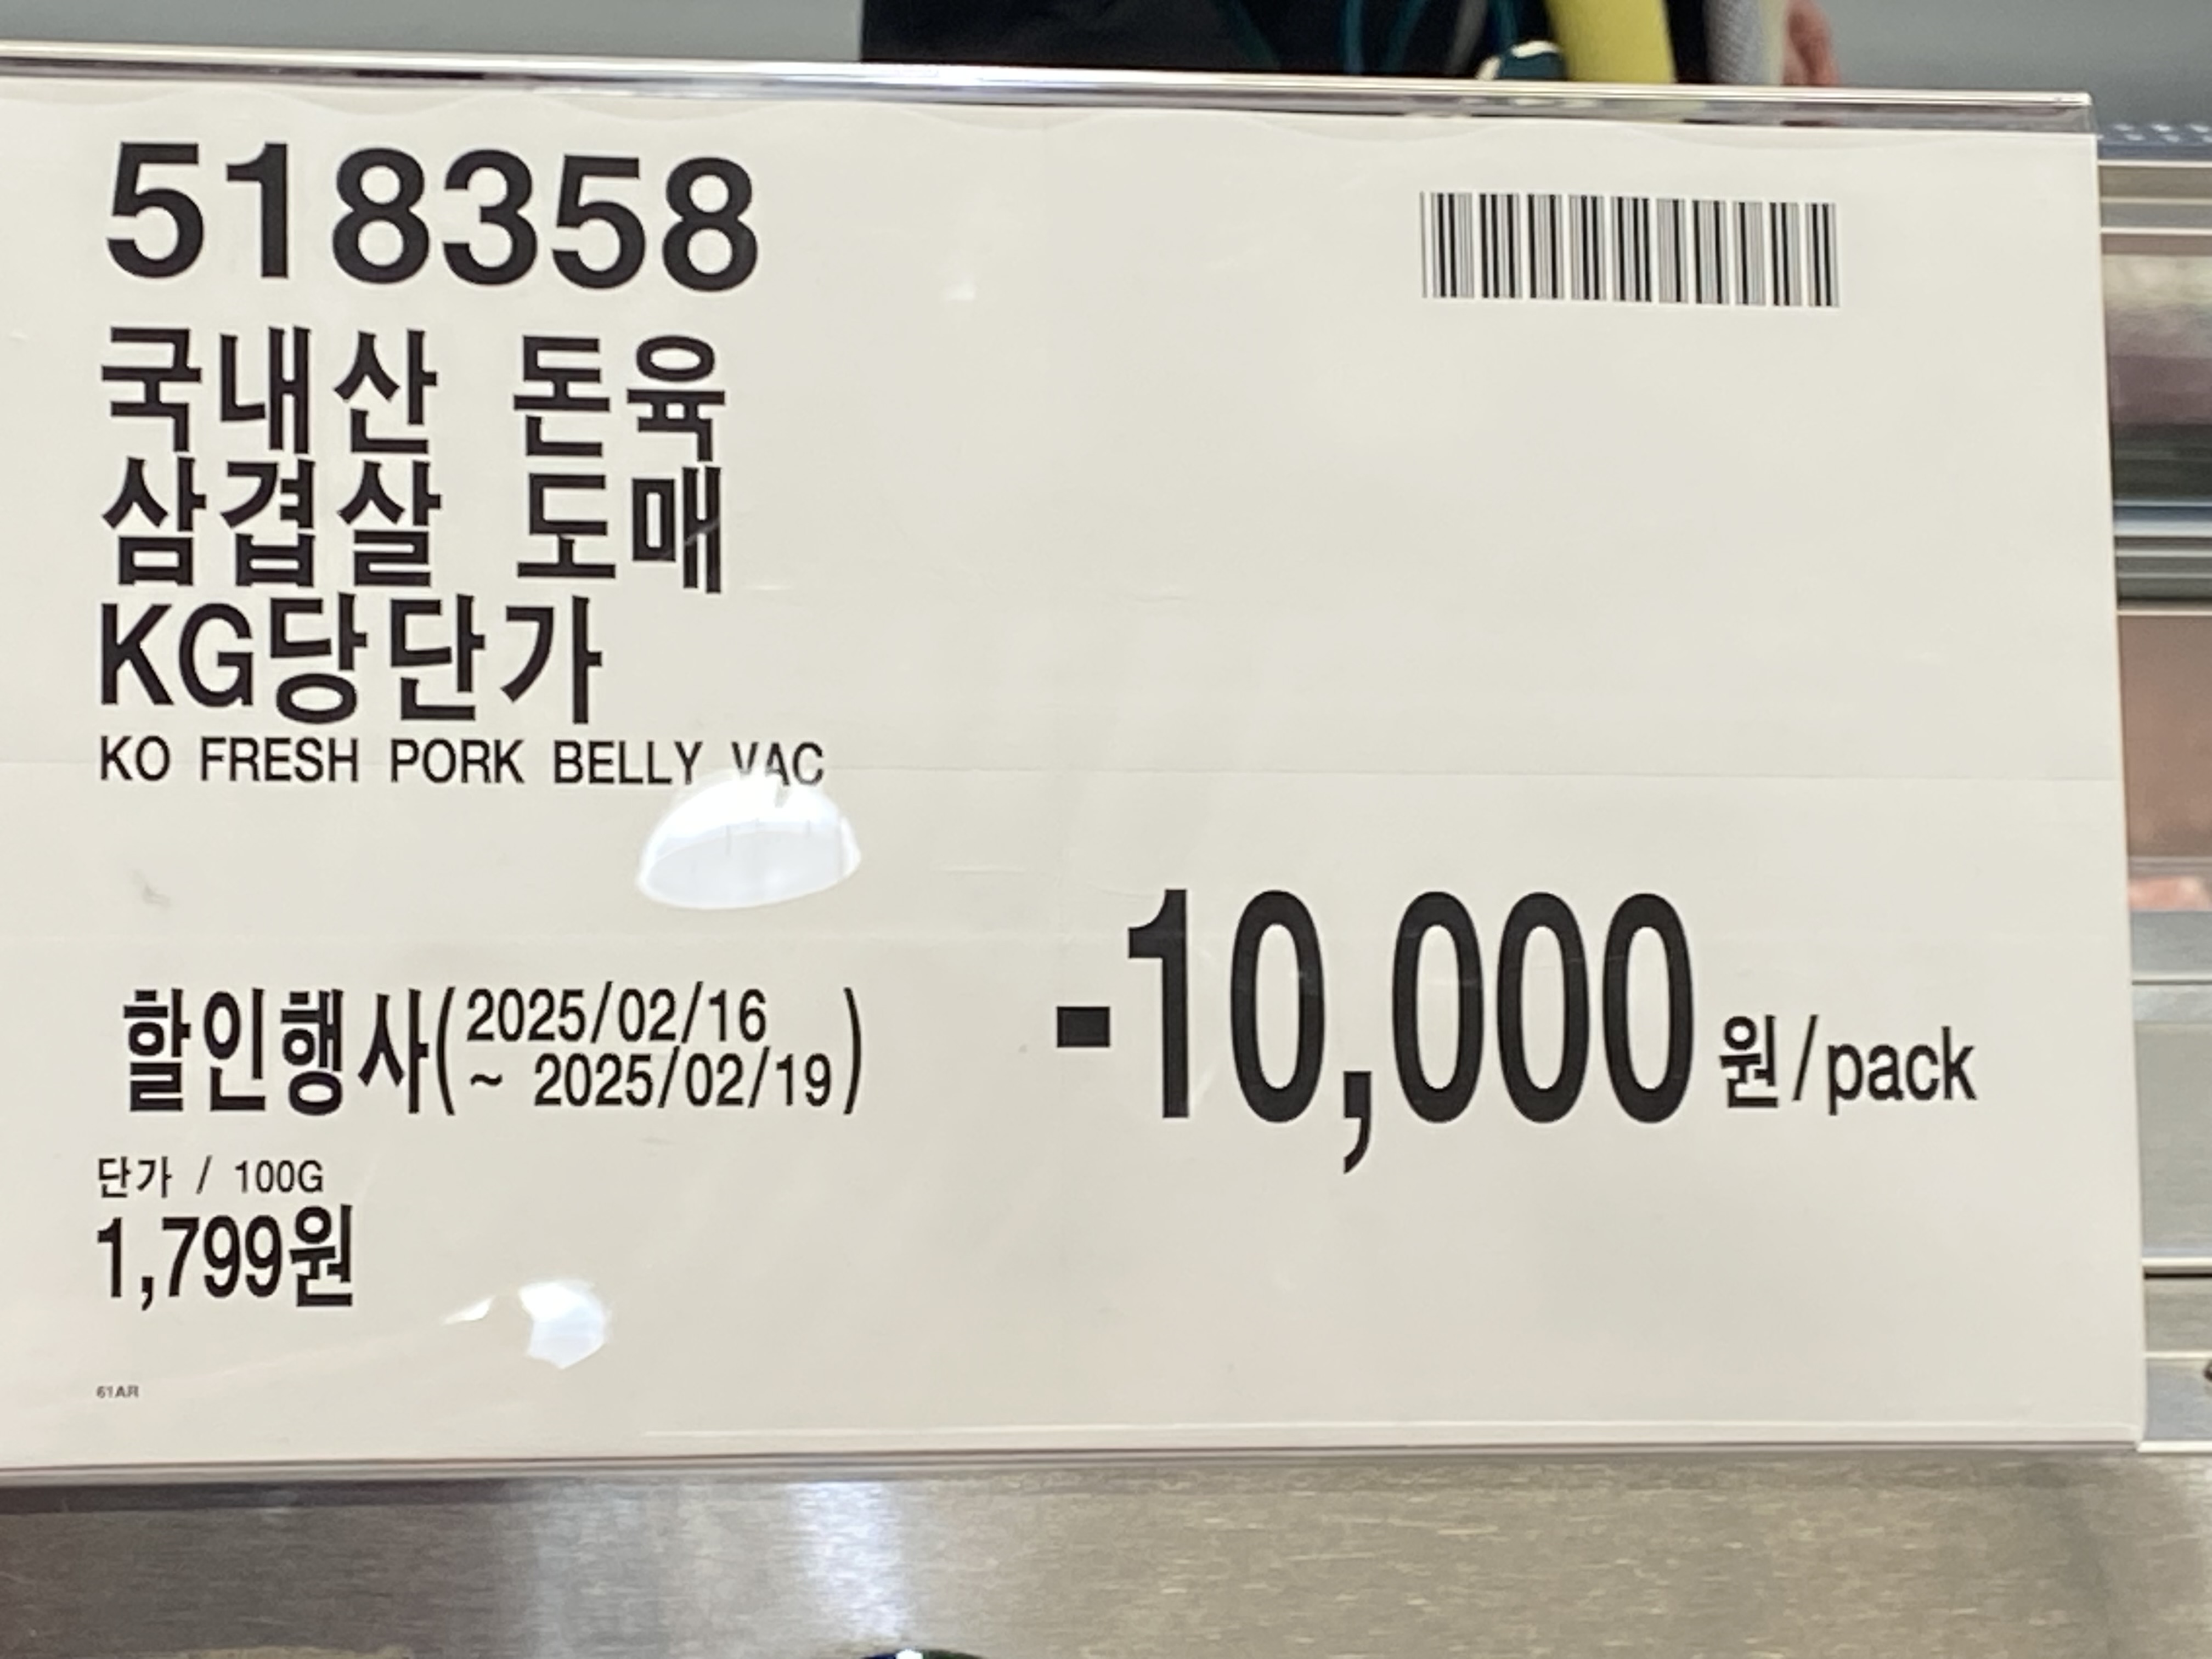 518358
국내산 돈육
삼겹살 도매
KG당단가
KO FRESH PORK BELLY VAC
할인행사(2025/02/16
~ 2025/02/19)
-10,000원/pack
단가 / 100G
1,799원
61AR